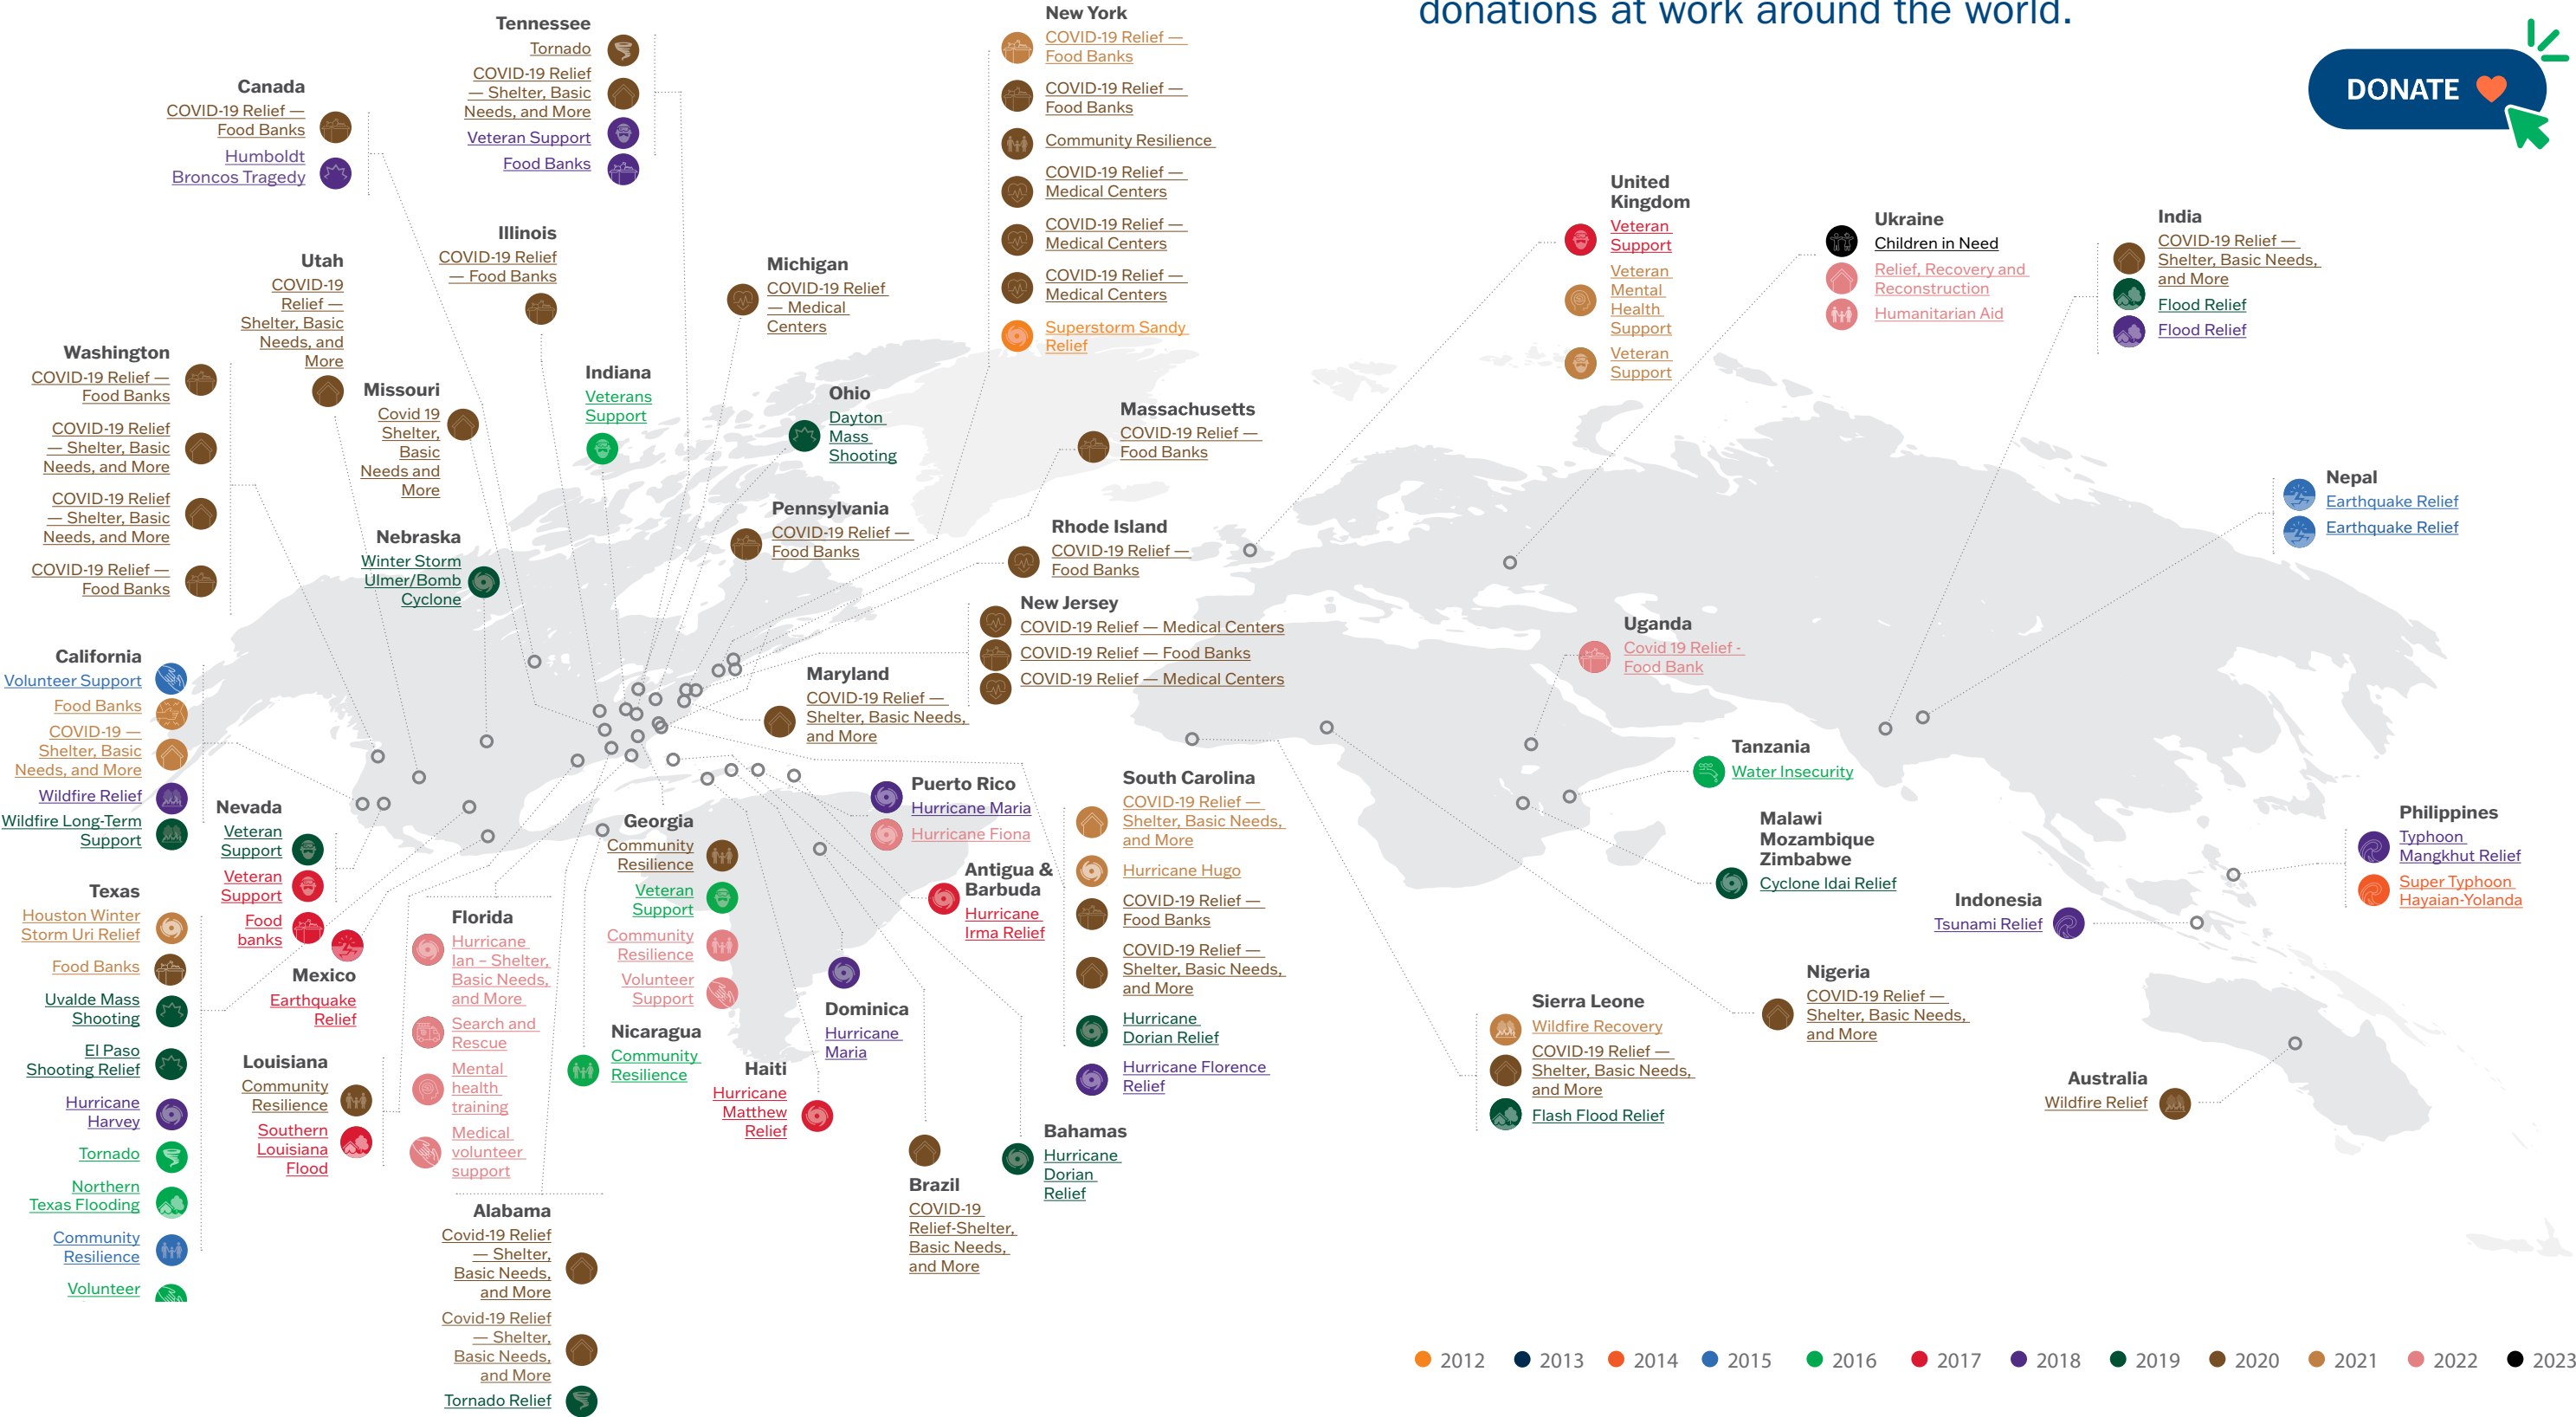 donations at work around the world.
DONATE
Tennessee
Tornado
COVID-19 Relief
— Shelter, Basic
Needs, and More
Veteran Support
Food Banks
New York
COVID-19 Relief —
Food Banks
COVID-19 Relief —
Food Banks
Community Resilience
COVID-19 Relief —
Medical Centers
COVID-19 Relief —
Medical Centers
COVID-19 Relief —
Medical Centers
Superstorm Sandy
Relief
Canada
COVID-19 Relief —
Food Banks
Humboldt
Broncos Tragedy
Illinois
COVID-19 Relief
— Food Banks
Utah
COVID-19
Relief —
Shelter, Basic
Needs, and
More
Michigan
COVID-19 Relief
— Medical
Centers
United
Kingdom
Veteran
Support
Veteran
Mental
Health
Support
Veteran
Support
Ukraine
Children in Need
Relief, Recovery and
Reconstruction
Humanitarian Aid
India
COVID-19 Relief —
Shelter, Basic Needs,
and More
Flood Relief
Flood Relief
Washington
COVID-19 Relief —
Food Banks
COVID-19 Relief
— Shelter, Basic
Needs, and More
COVID-19 Relief
— Shelter, Basic
Needs, and More
COVID-19 Relief —
Food Banks
Missouri
Covid 19
Shelter,
Basic
Needs and
More
Indiana
Veterans
Support
Ohio
Dayton
Mass
Shooting
Massachusetts
COVID-19 Relief —
Food Banks
Nebraska
Winter Storm
Ulmer/Bomb
Cyclone
Pennsylvania
COVID-19 Relief —
Food Banks
Rhode Island
COVID-19 Relief —
Food Banks
Nepal
Earthquake Relief
Earthquake Relief
New Jersey
COVID-19 Relief — Medical Centers
COVID-19 Relief — Food Banks
COVID-19 Relief — Medical Centers
Maryland
COVID-19 Relief —
Shelter, Basic Needs,
and More
Uganda
Covid 19 Relief -
Food Bank
California
Volunteer Support
Food Banks
COVID-19 —
Shelter, Basic
Needs, and More
Wildfire Relief
Wildfire Long-Term
Support
Nevada
Veteran
Support
Veteran
Support
Food
banks
Mexico
Earthquake
Relief
Tanzania
Water Insecurity
Malawi
Mozambique
Zimbabwe
Cyclone Idai Relief
Puerto Rico
Hurricane Maria
Hurricane Fiona
Georgia
Community
Resilience
Veteran
Support
Community
Resilience
Volunteer
Support
South Carolina
COVID-19 Relief —
Shelter, Basic Needs,
and More
Hurricane Hugo
COVID-19 Relief —
Food Banks
COVID-19 Relief —
Shelter, Basic Needs,
and More
Hurricane
Dorian Relief
Hurricane Florence
Relief
Antigua &
Barbuda
Hurricane
Irma Relief
Philippines
Typhoon
Mangkhut Relief
Super Typhoon
Hayaian-Yolanda
Indonesia
Tsunami Relief
Texas
Houston Winter
Storm Uri Relief
Food Banks
Uvalde Mass
Shooting
El Paso
Shooting Relief
Hurricane
Harvey
Tornado
Northern
Texas Flooding
Community
Resilience
Volunteer
Florida
Hurricane
Ian – Shelter,
Basic Needs,
and More
Search and
Rescue
Mental
health
training
Medical
volunteer
support
Louisiana
Community
Resilience
Southern
Louisiana
Flood
Nicaragua
Community
Resilience
Dominica
Hurricane
Maria
Haiti
Hurricane
Matthew
Relief
Nigeria
COVID-19 Relief —
Shelter, Basic Needs,
and More
Sierra Leone
Wildfire Recovery
COVID-19 Relief —
Shelter, Basic Needs,
and More
Flash Flood Relief
Australia
Wildfire Relief
Bahamas
Hurricane
Dorian
Relief
Brazil
COVID-19
Relief-Shelter,
Basic Needs,
and More
Alabama
Covid-19 Relief
— Shelter,
Basic Needs,
and More
Covid-19 Relief
— Shelter,
Basic Needs,
and More
Tornado Relief
2012 2013 2014 2015 2016 2017 2018 2019 2020 2021 2022 2023